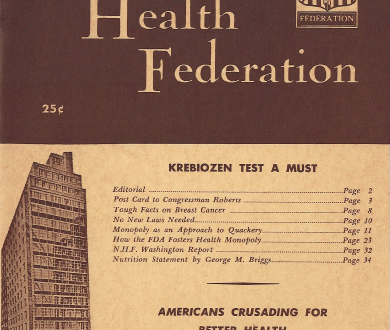 Health
FEDERATION
Federation
25¢
KREBIOZEN TEST A MUST
Editorial ........ Page 2
Post Card to Congressman Roberts ........ Page 3
Tough Facts on Breast Cancer ........ Page 8
No New Laws Needed ........ Page 10
Monopoly as an Approach to Quackery ........ Page 11
How the FDA Fosters Health Monopoly ........ Page 23
N.H.F. Washington Report ........ Page 32
Nutrition Statement by George M. Briggs ........ Page 34
AMERICANS CRUSADING FOR
BETTER HEALTH